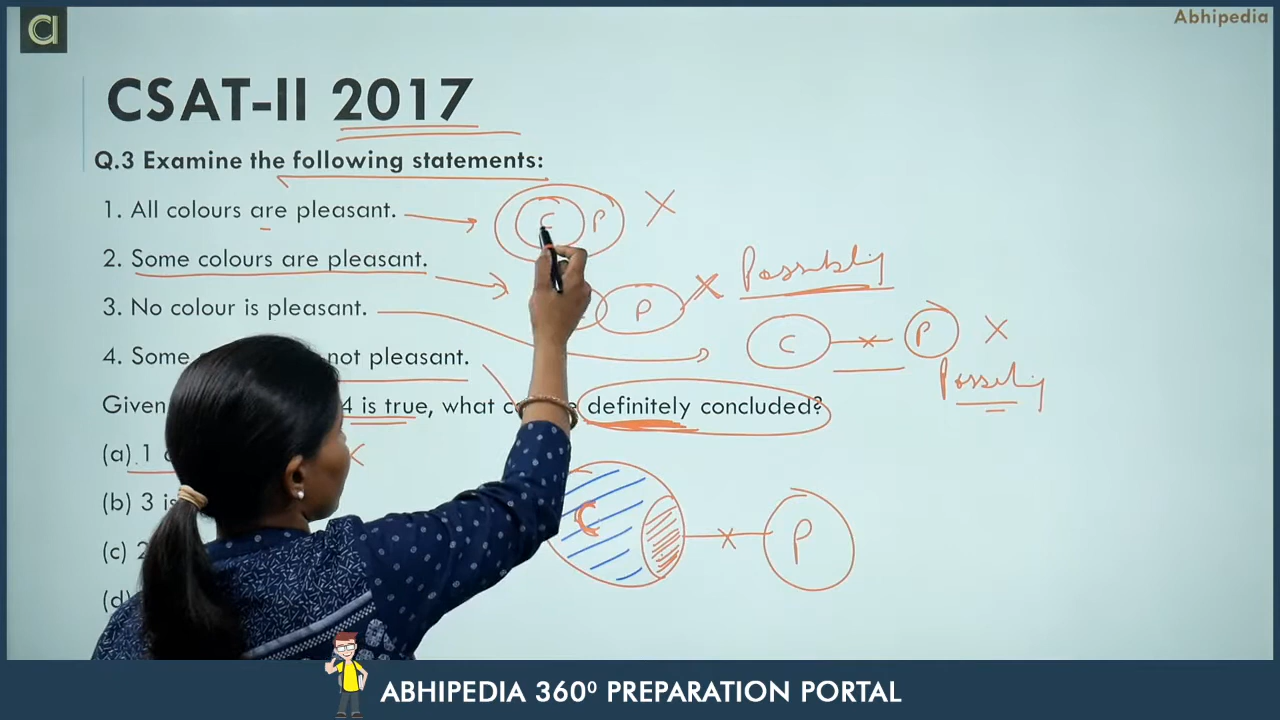 Abhipedia
CSAT-II 2017
Q.3 Examine the following statements:
1. All colours are pleasant.
C P X
2. Some colours are pleasant.
P X Possibly
3. No colour is pleasant.
C x P X
4. Some not pleasant.
Possibly
Given 4 is true, what definitely concluded?
(a) 1 X
(b) 3
(c) 2
(d)
C x P
ABHIPEDIA 360⁰ PREPARATION PORTAL